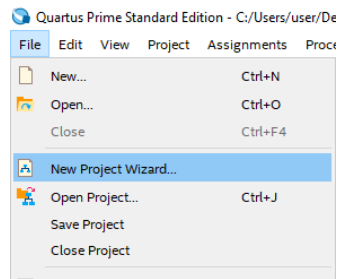 Quartus Prime Standard Edition - C:/Users/user/De
File Edit View Project Assignments Proce
New... Ctrl+N
Open... Ctrl+O
Close Ctrl+F4
New Project Wizard...
Open Project... Ctrl+J
Save Project
Close Project